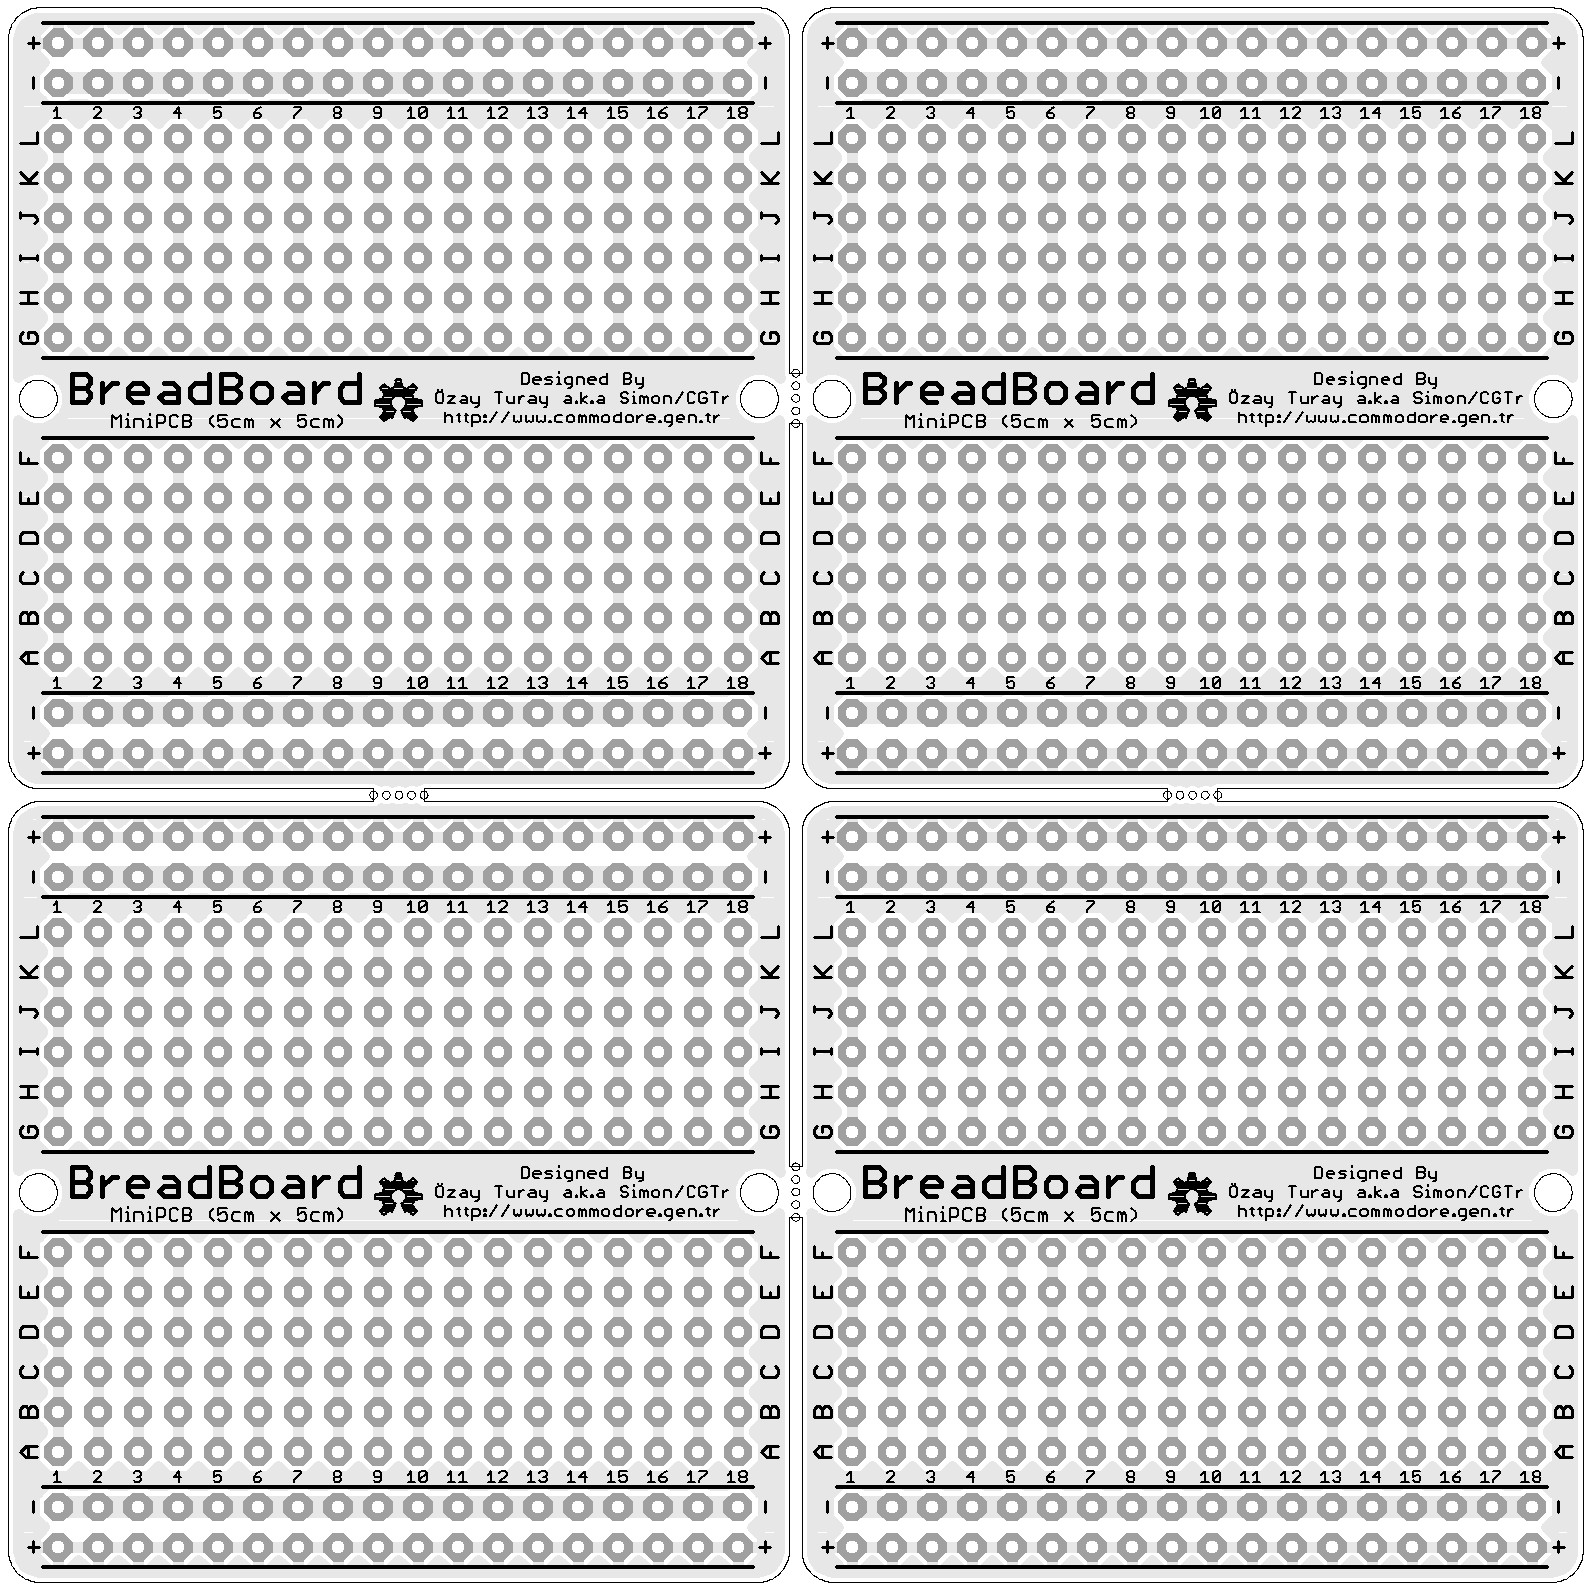 + +
- -
1 2 3 4 5 6 7 8 9 10 11 12 13 14 15 16 17 18
L L
K K
J J
I I
H H
G G
BreadBoard
MiniPCB (5cm x 5cm)
Designed By
Özay Turay a.k.a Simon/CGTr
http://www.commodore.gen.tr
F F
E E
D D
C C
B B
A A
1 2 3 4 5 6 7 8 9 10 11 12 13 14 15 16 17 18
- -
+ +
+ +
- -
1 2 3 4 5 6 7 8 9 10 11 12 13 14 15 16 17 18
L L
K K
J J
I I
H H
G G
BreadBoard
MiniPCB (5cm x 5cm)
Designed By
Özay Turay a.k.a Simon/CGTr
http://www.commodore.gen.tr
F F
E E
D D
C C
B B
A A
1 2 3 4 5 6 7 8 9 10 11 12 13 14 15 16 17 18
- -
+ +
+ +
- -
1 2 3 4 5 6 7 8 9 10 11 12 13 14 15 16 17 18
L L
K K
J J
I I
H H
G G
BreadBoard
MiniPCB (5cm x 5cm)
Designed By
Özay Turay a.k.a Simon/CGTr
http://www.commodore.gen.tr
F F
E E
D D
C C
B B
A A
1 2 3 4 5 6 7 8 9 10 11 12 13 14 15 16 17 18
- -
+ +
+ +
- -
1 2 3 4 5 6 7 8 9 10 11 12 13 14 15 16 17 18
L L
K K
J J
I I
H H
G G
BreadBoard
MiniPCB (5cm x 5cm)
Designed By
Özay Turay a.k.a Simon/CGTr
http://www.commodore.gen.tr
F F
E E
D D
C C
B B
A A
1 2 3 4 5 6 7 8 9 10 11 12 13 14 15 16 17 18
- -
+ +